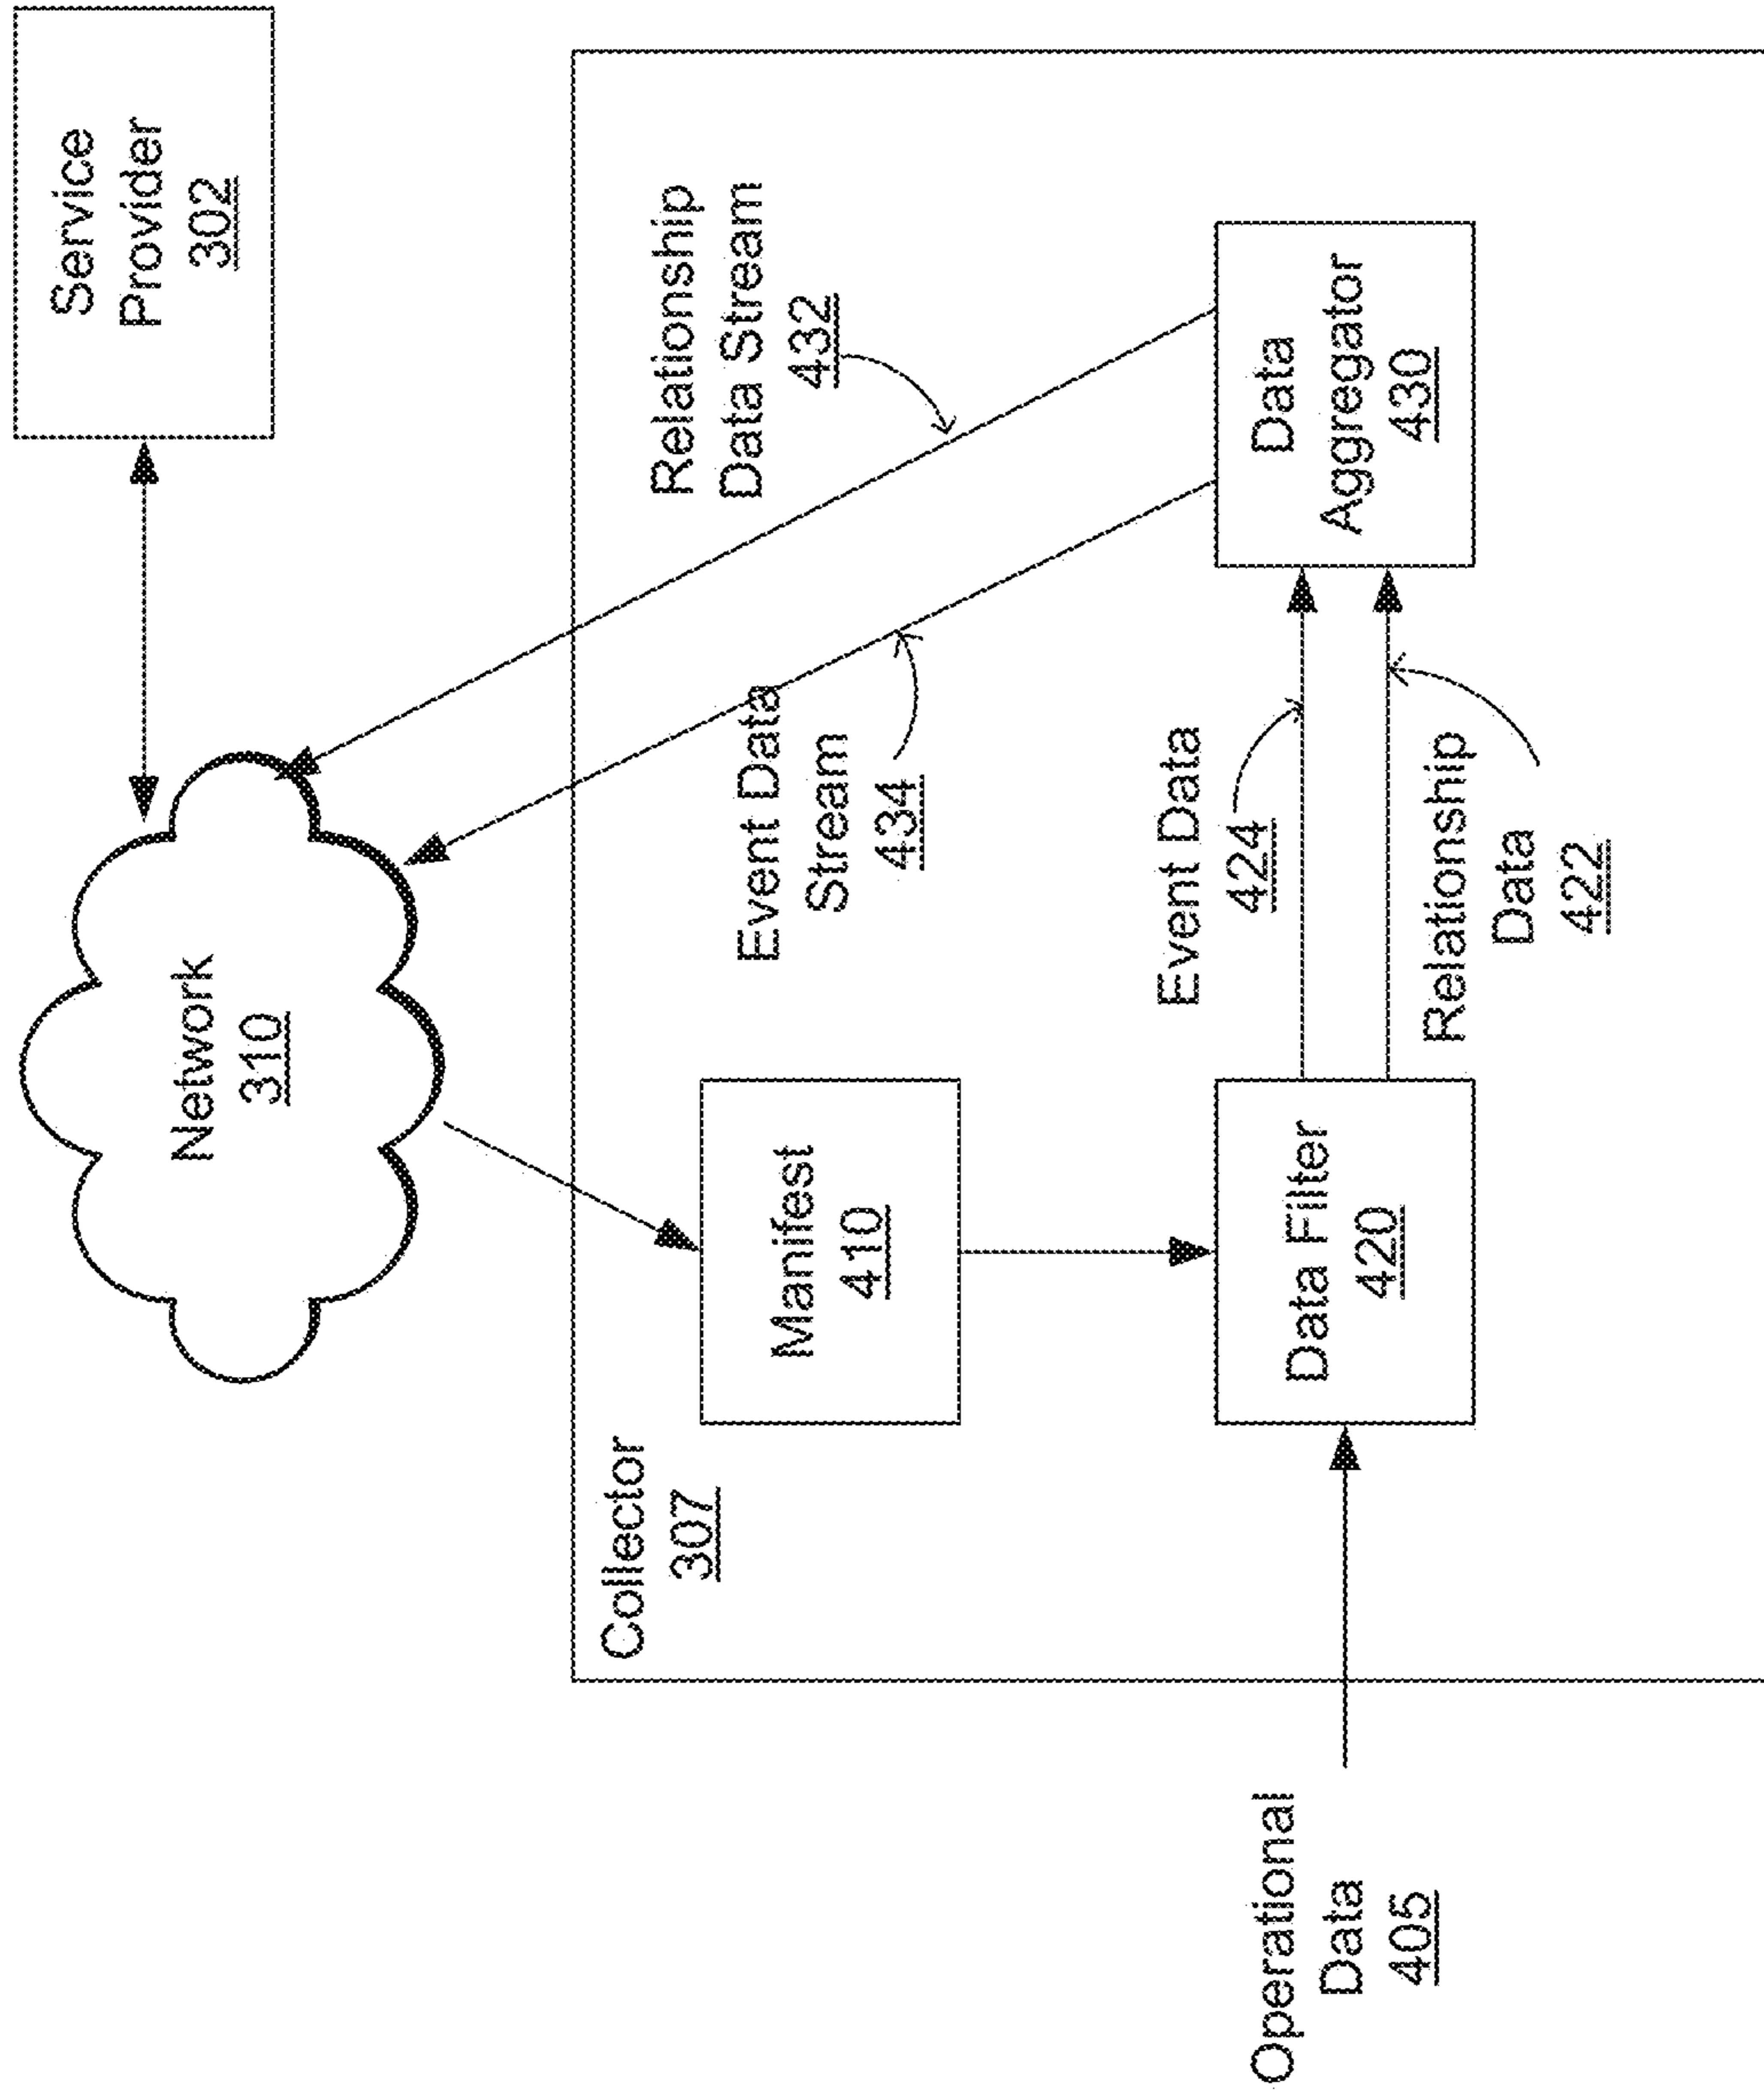 Service
Provider
302
Network
310
Collector
307
Manifest
410
Event Data
Stream
434
Relationship
Data Stream
432
Operational
Data
405
Data Filter
420
Event Data
424
Relationship
Data
422
Data
Aggregator
430